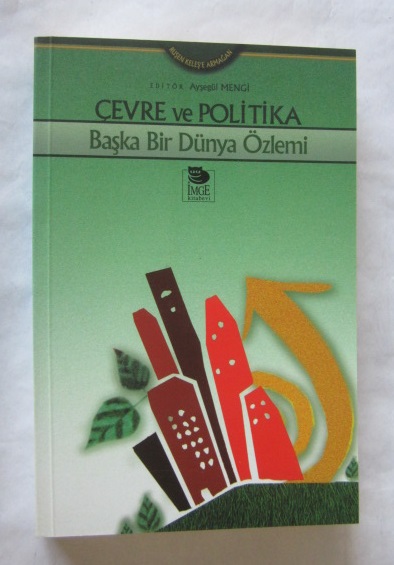 RUŞEN KELEŞ'E ARMAĞAN
EDİTÖR Ayşegül MENGİ
ÇEVRE ve POLİTİKA
Başka Bir Dünya Özlemi
İMGE
kitabevi